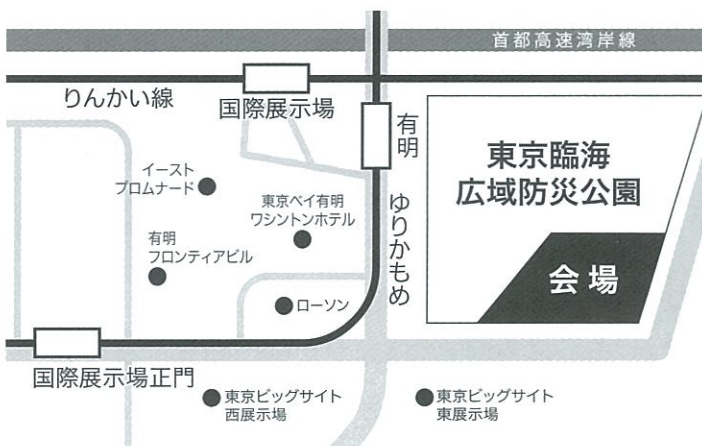 首都高速湾岸線
りんかい線
国際展示場
有明
東京臨海
広域防災公園
イースト
プロムナード
東京ベイ有明
ワシントンホテル
ゆりかもめ
有明
フロンティアビル
会場
ローソン
国際展示場正門
東京ビッグサイト
西展示場
東京ビッグサイト
東展示場